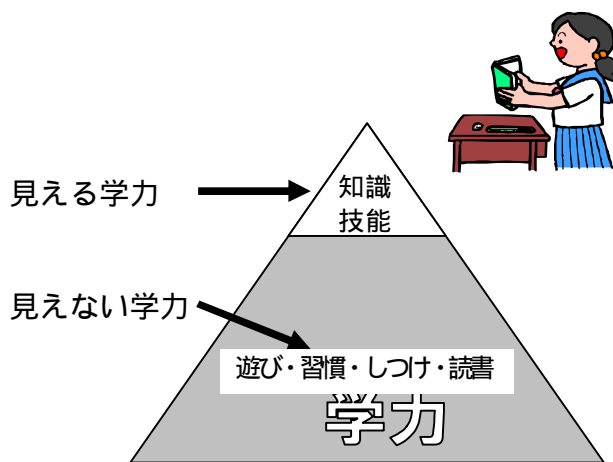 見える学力
知識
技能
見えない学力
遊び・習慣・しつけ・読書
学力